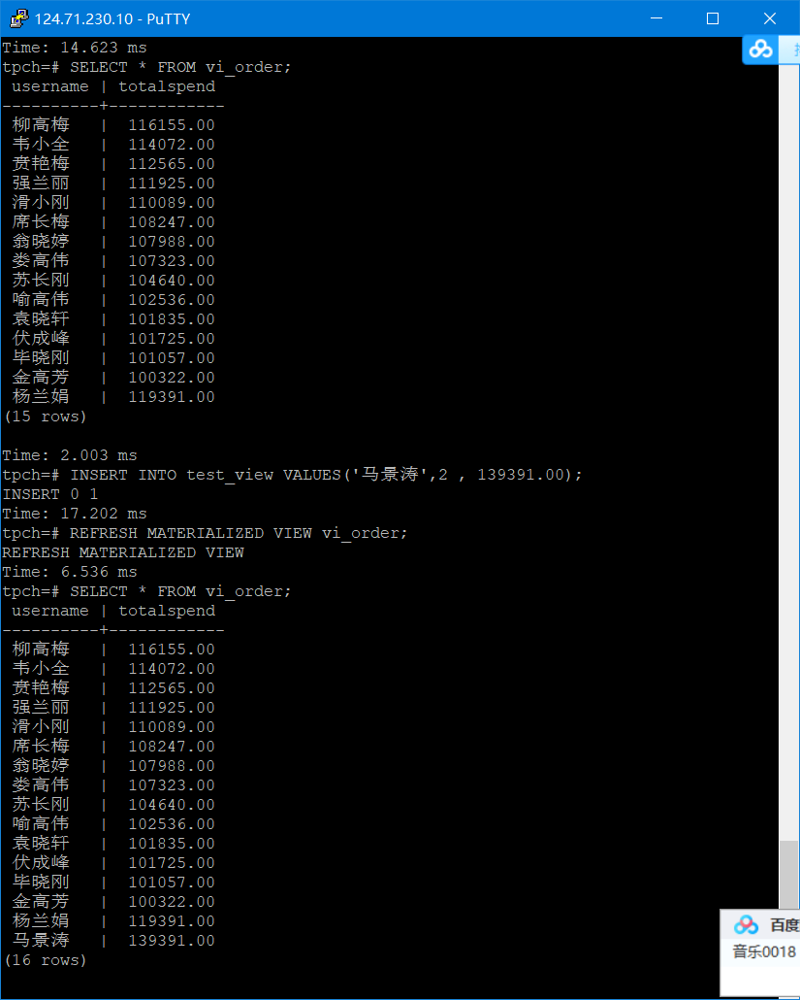 124.71.230.10 - PuTTY
Time: 14.623 ms
tpch=# SELECT * FROM vi_order;
 username | totalspend
----------+------------
 柳高梅   |  116155.00
 韦小全   |  114072.00
 贲艳梅   |  112565.00
 强兰丽   |  111925.00
 滑小刚   |  110089.00
 席长梅   |  108247.00
 翁晓婷   |  107988.00
 娄高伟   |  107323.00
 苏长刚   |  104640.00
 喻高伟   |  102536.00
 袁晓轩   |  101835.00
 伏成峰   |  101725.00
 毕晓刚   |  101057.00
 金高芳   |  100322.00
 杨兰娟   |  119391.00
(15 rows)
Time: 2.003 ms
tpch=# INSERT INTO test_view VALUES('马景涛',2 , 139391.00);
INSERT 0 1
Time: 17.202 ms
tpch=# REFRESH MATERIALIZED VIEW vi_order;
REFRESH MATERIALIZED VIEW
Time: 6.536 ms
tpch=# SELECT * FROM vi_order;
 username | totalspend
----------+------------
 柳高梅   |  116155.00
 韦小全   |  114072.00
 贲艳梅   |  112565.00
 强兰丽   |  111925.00
 滑小刚   |  110089.00
 席长梅   |  108247.00
 翁晓婷   |  107988.00
 娄高伟   |  107323.00
 苏长刚   |  104640.00
 喻高伟   |  102536.00
 袁晓轩   |  101835.00
 伏成峰   |  101725.00
 毕晓刚   |  101057.00
 金高芳   |  100322.00
 杨兰娟   |  119391.00
 马景涛   |  139391.00
(16 rows)
百度
音乐0018